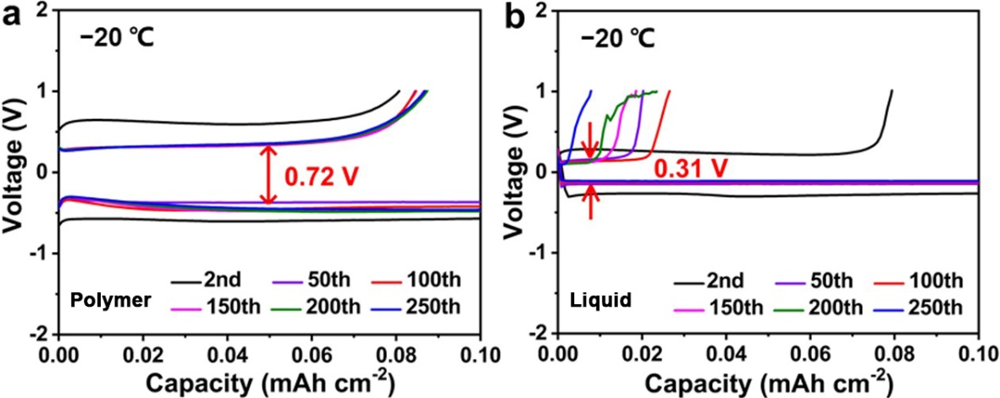 a
−20 ℃
2
1
0
-1
-2
Voltage (V)
0.72 V
2nd 50th 100th
150th 200th 250th
Polymer
0.00 0.02 0.04 0.06 0.08 0.10
Capacity (mAh cm-2)
b
−20 ℃
2
1
0
-1
-2
Voltage (V)
0.31 V
2nd 50th 100th
150th 200th 250th
Liquid
0.00 0.02 0.04 0.06 0.08 0.10
Capacity (mAh cm-2)